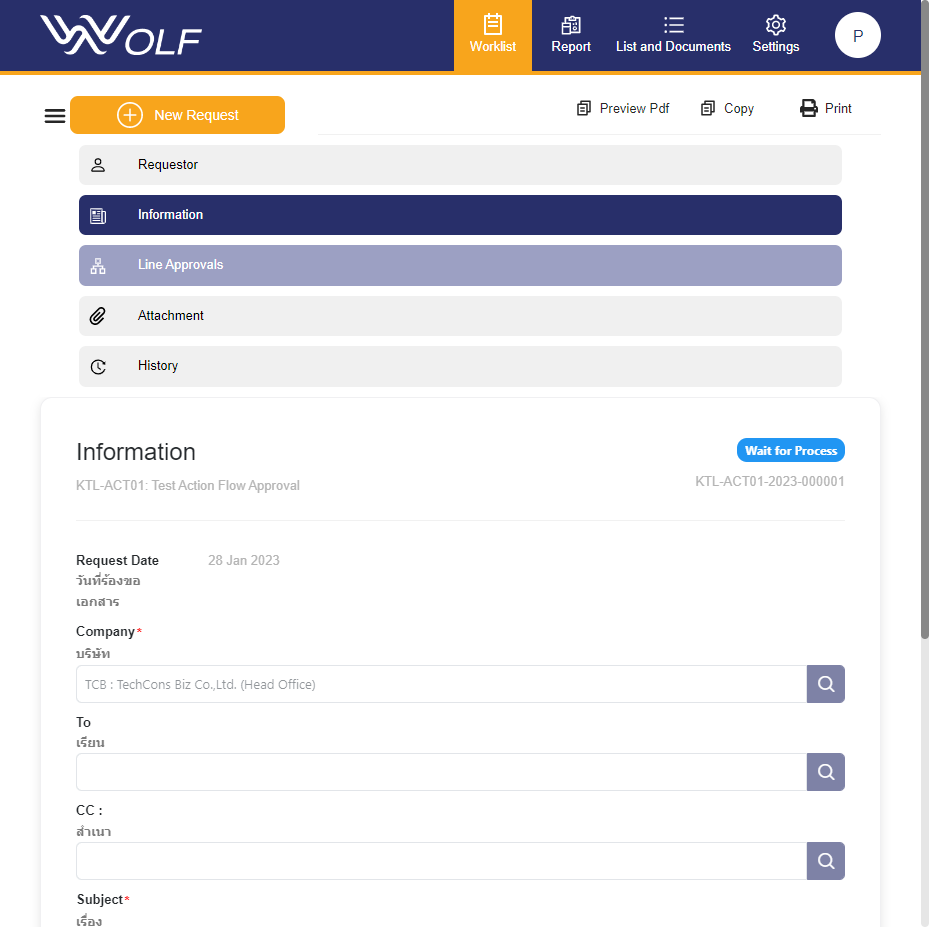 WOLF
Worklist Report List and Documents Settings P
New Request Preview Pdf Copy Print
Requestor
Information
Line Approvals
Attachment
History
Information Wait for Process
KTL-ACT01: Test Action Flow Approval KTL-ACT01-2023-000001
Request Date 28 Jan 2023
วันที่ร้องขอ
เอกสาร
Company*
บริษัท
TCB : TechCons Biz Co.,Ltd. (Head Office)
To
เรียน
CC :
สำเนา
Subject*
เรื่อง